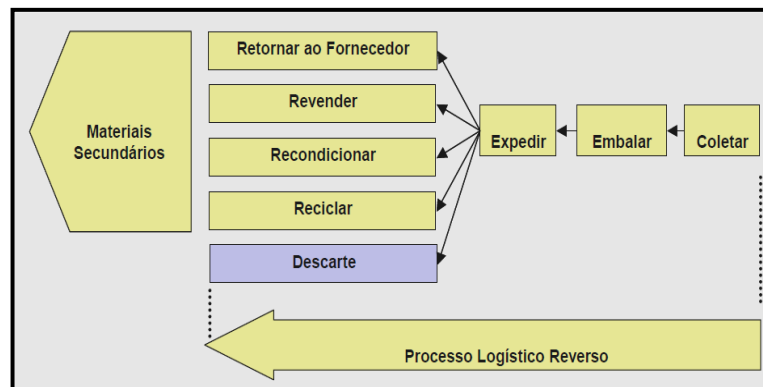 Retornar ao Fornecedor
Revender
Materiais
Secundários
Recondicionar
Expedir
Embalar
Coletar
Reciclar
Descarte
Processo Logístico Reverso